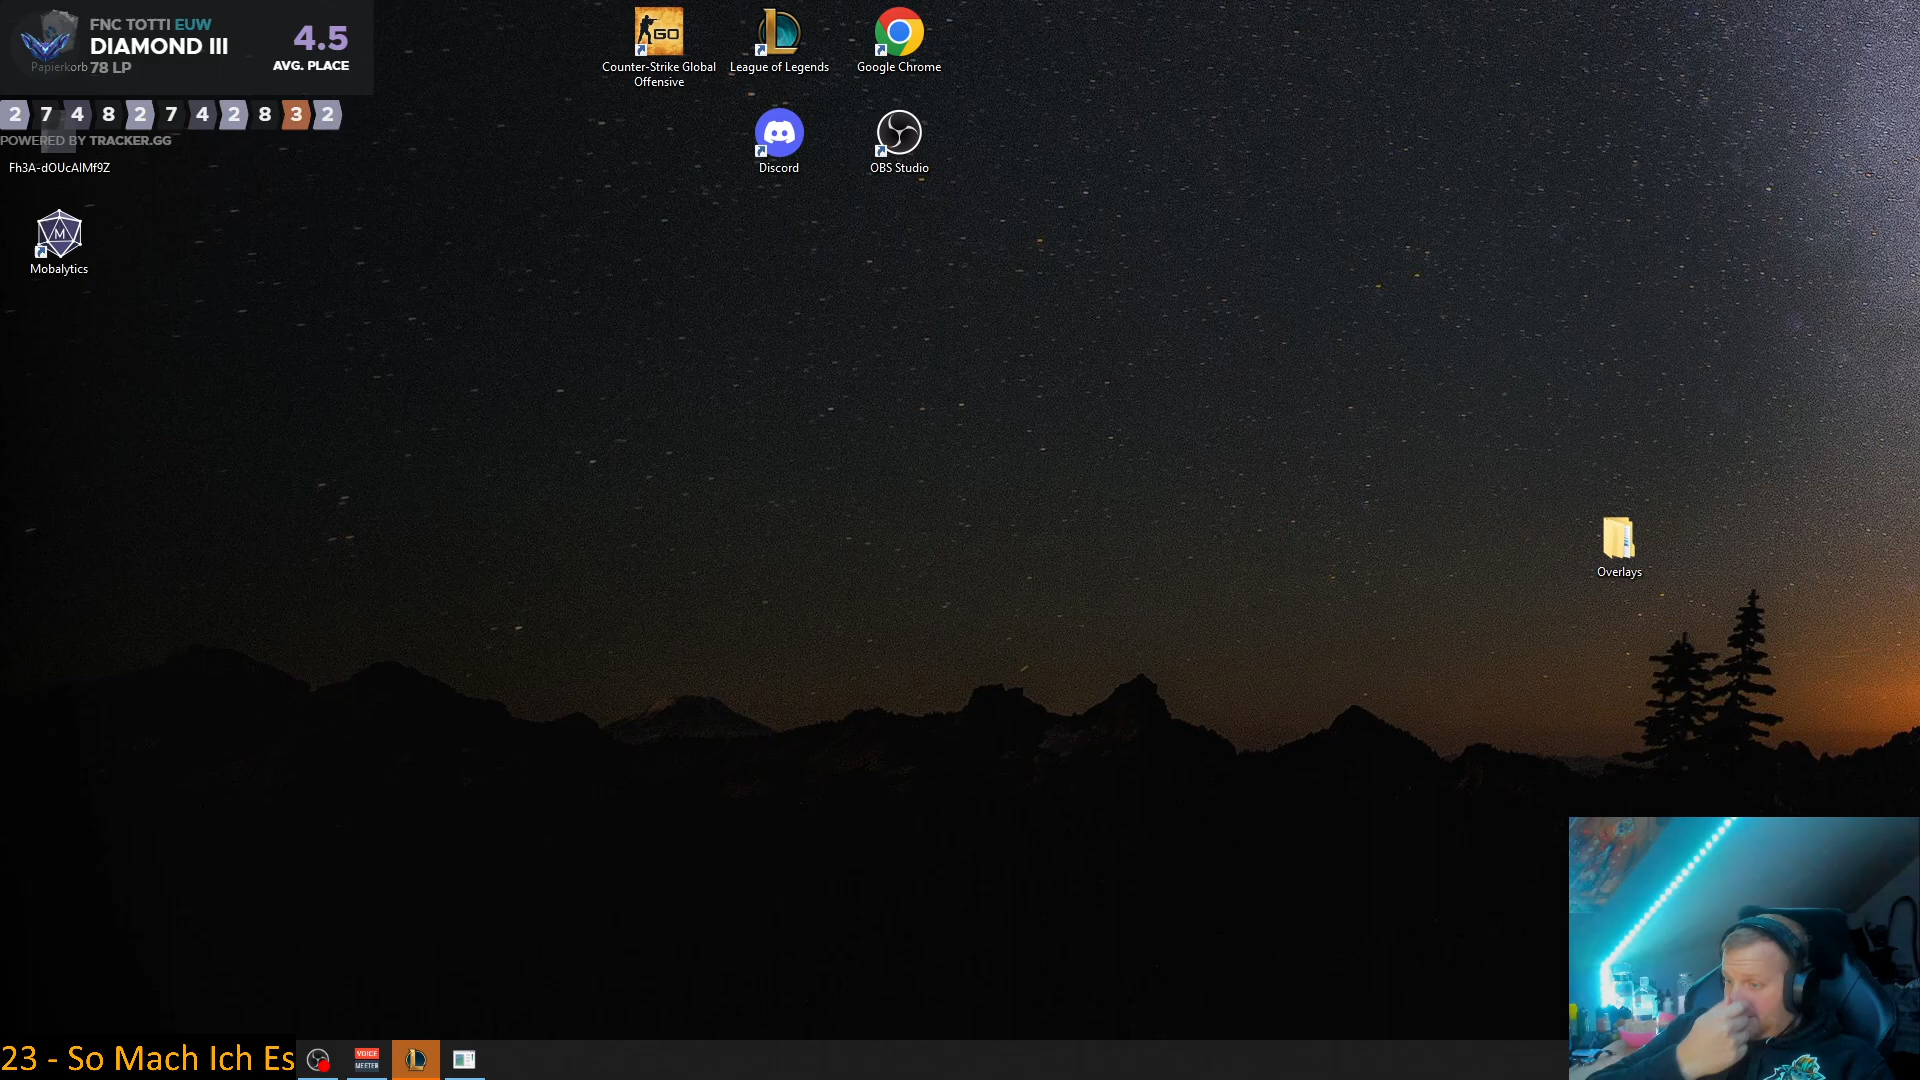 FNC TOTTI EUW
DIAMOND III
Papierkorb 78 LP
4.5
AVG. PLACE
2 7 4 8 2 7 4 2 8 3 2
POWERED BY TRACKER.GG
Fh3A-dOUcAIMf9Z
M
Mobalytics
GO
Counter-Strike Global Offensive
League of Legends
Google Chrome
Discord
OBS Studio
Overlays
23 - So Mach Ich Es
VOICE
MEETER